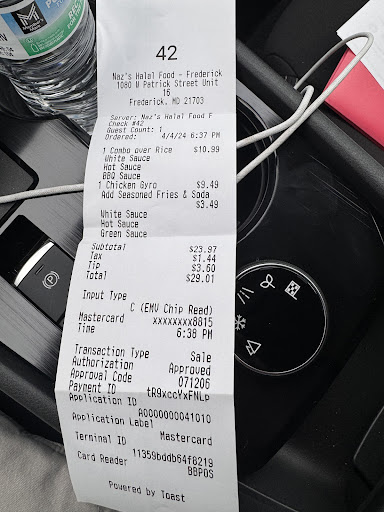 42
Naz's Halal Food - Frederick
1080 W Patrick Street Unit
16
Frederick, MD 21703
Server: Naz's Halal Food F
Check #42
Guest Count: 1
Ordered: 4/4/24 6:37 PM
1 Combo over Rice $10.99
White Sauce
Hot Sauce
BBQ Sauce
1 Chicken Gyro $9.49
Add Seasoned Fries & Soda
$3.49
White Sauce
Hot Sauce
Green Sauce
Subtotal $23.97
Tax $1.44
Tip $3.60
Total $29.01
Input Type
C (EMV Chip Read)
Mastercard xxxxxxxx8815
Time 6:38 PM
Transaction Type Sale
Authorization Approved
Approval Code 071206
Payment ID tR9xccYxFNLp
Application ID
A0000000041010
Application Label
Mastercard
Terminal ID
11359bddb64f8219
Card Reader BBPOS
Powered by Toast
P